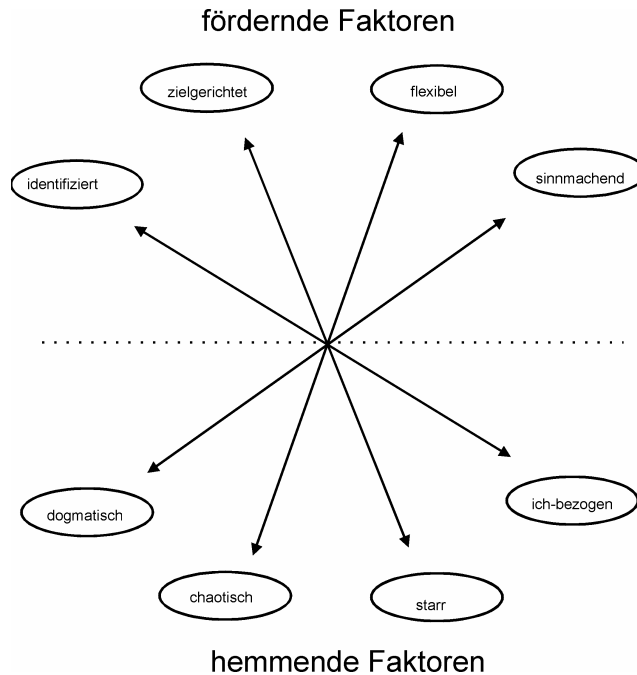 fördernde Faktoren
zielgerichtet
flexibel
identifiziert
sinnmachend
dogmatisch
ich-bezogen
chaotisch
starr
hemmende Faktoren